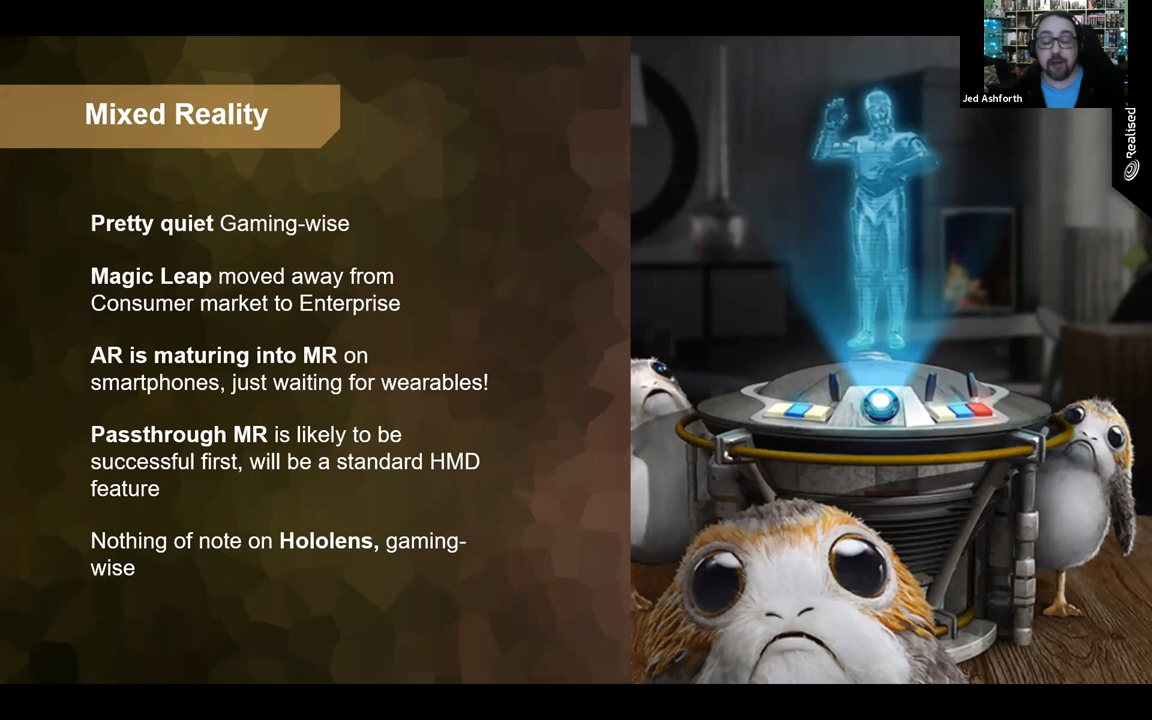 Mixed Reality
Pretty quiet Gaming-wise
Magic Leap moved away from
Consumer market to Enterprise
AR is maturing into MR on
smartphones, just waiting for wearables!
Passthrough MR is likely to be
successful first, will be a standard HMD
feature
Nothing of note on Hololens, gaming-
wise
Jed Ashforth
Realised